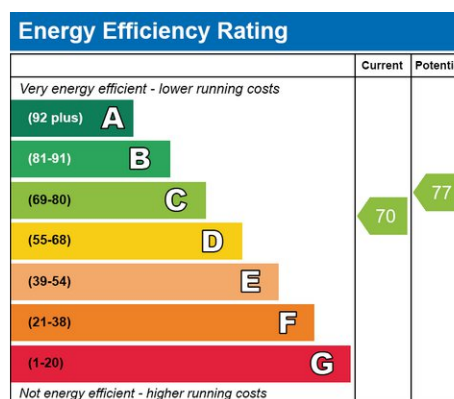 Energy Efficiency Rating
Current Potenti
Very energy efficient - lower running costs
(92 plus) A
(81-91) B
(69-80) C
(55-68) D
(39-54) E
(21-38) F
(1-20) G
70
77
Not energy efficient - higher running costs